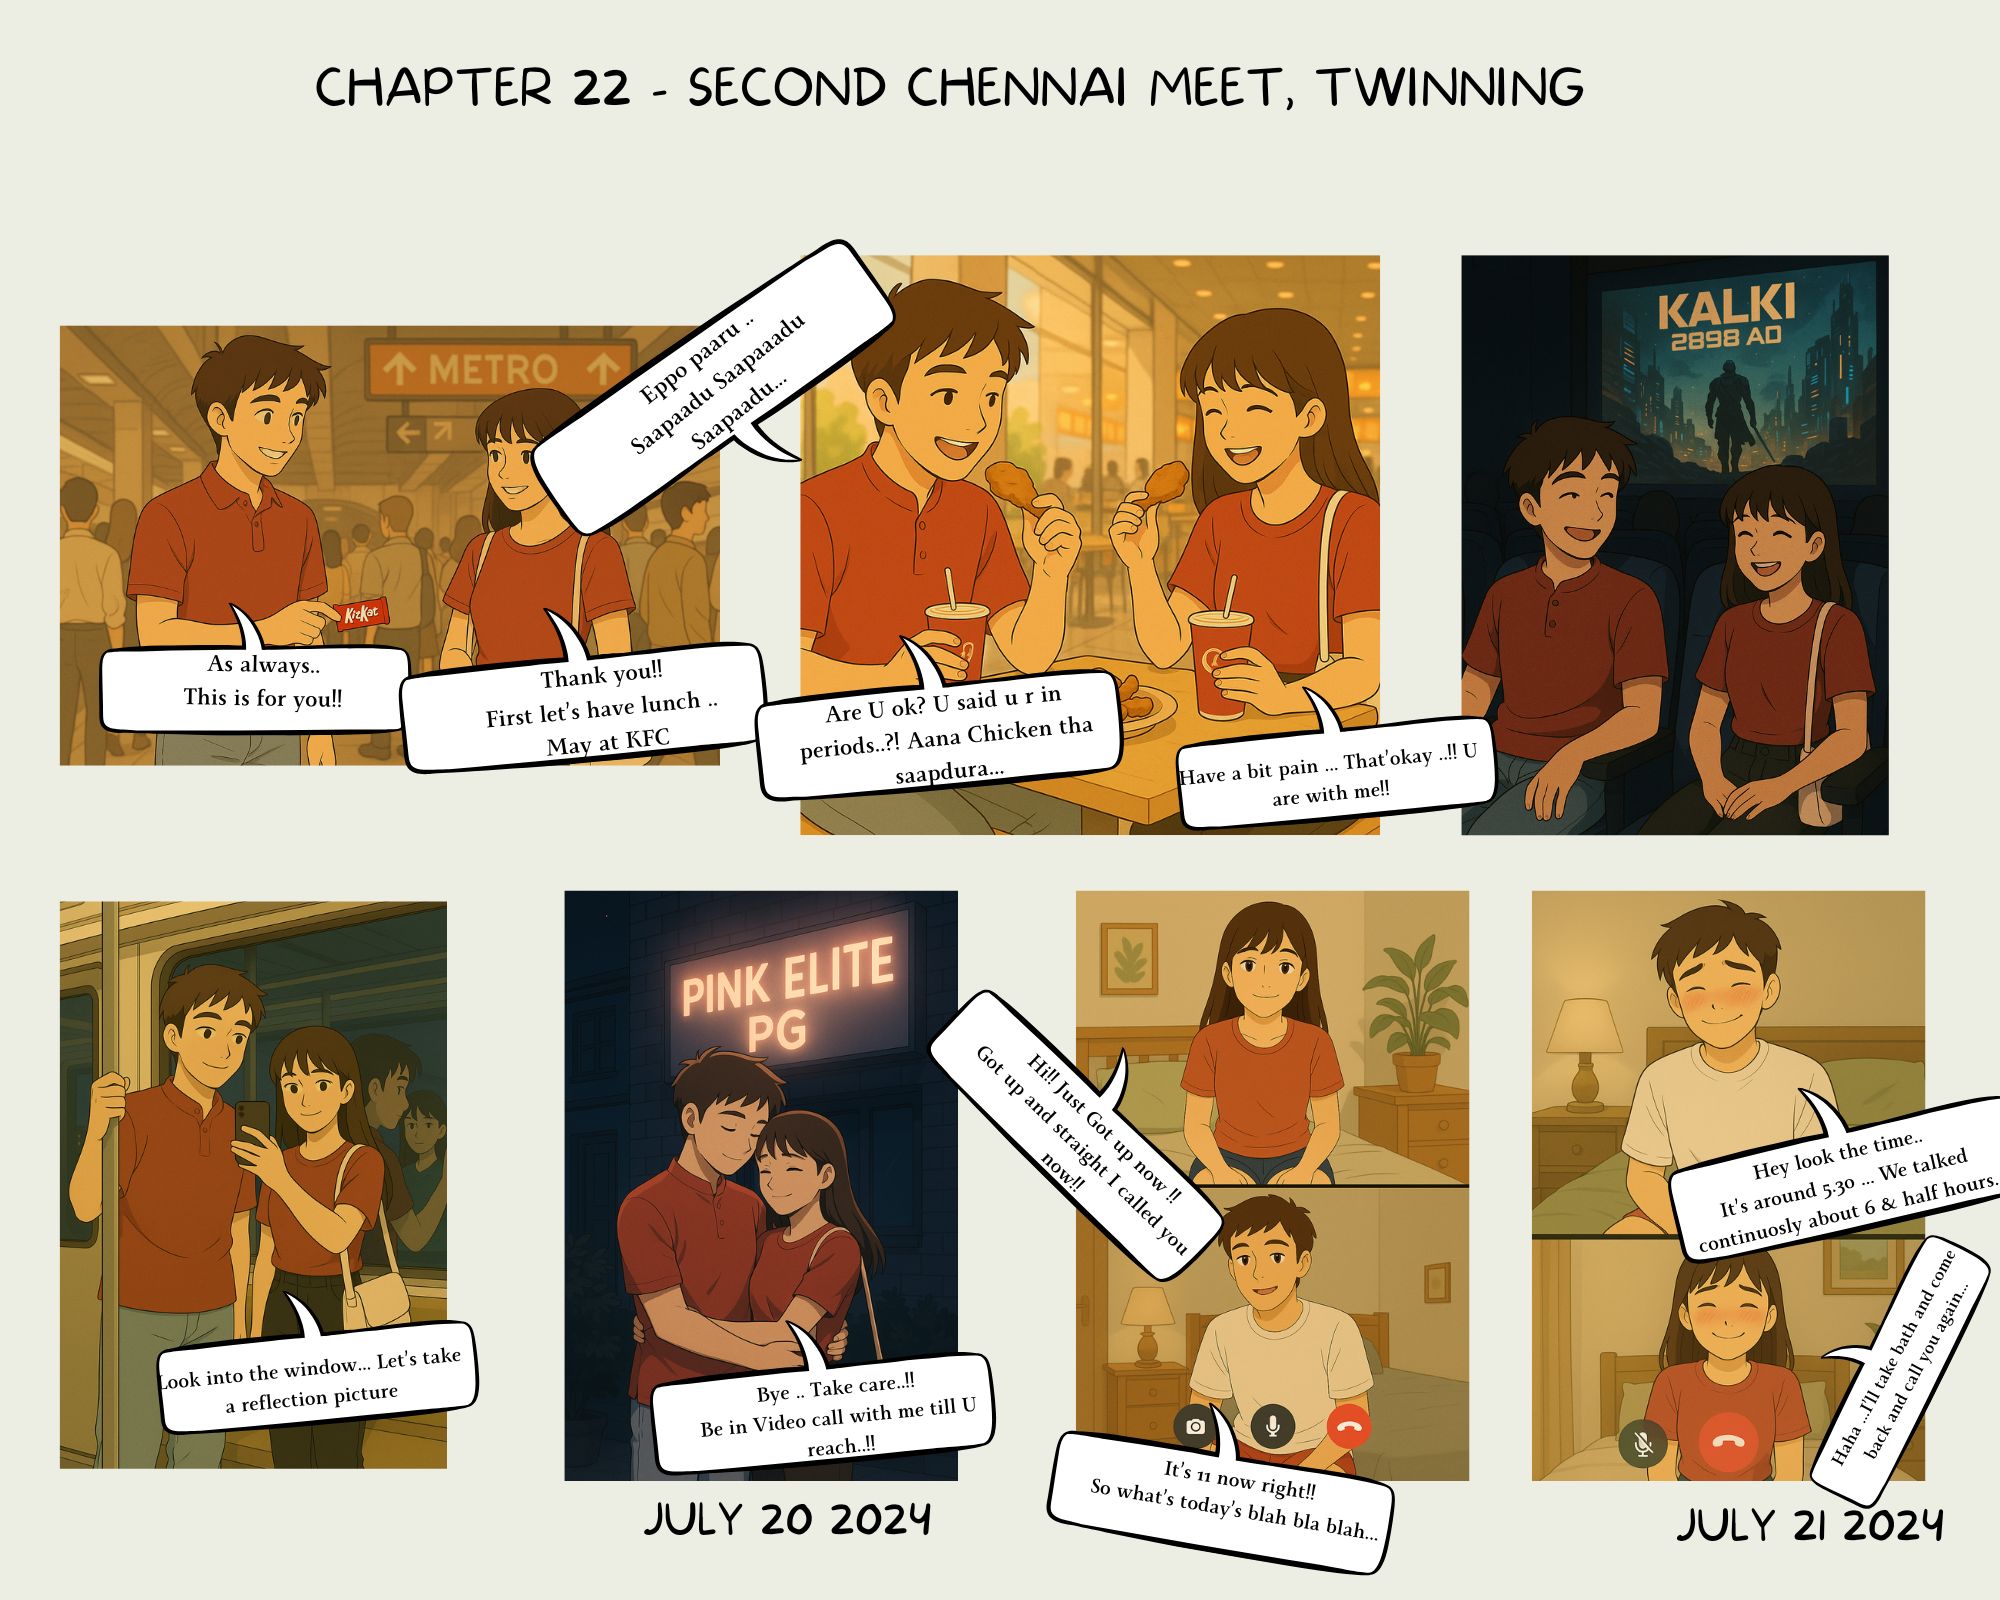 CHAPTER 22 - SECOND CHENNAI MEET, TWINNING
METRO
KitKat
As always..
This is for you!!
Thank you!!
First let's have lunch ..
May at KFC
Eppo paaru ..
Saapaadu Saapaaadu
Saapaadu...
Are U ok? U said u r in
periods..?! Aana Chicken tha
saapdura...
Have a bit pain ... That'okay ..!! U
are with me!!
KALKI
2898 AD
Look into the window... Let's take
a reflection picture
PINK ELITE
PG
Bye .. Take care..!!
Be in Video call with me till U
reach..!!
JULY 20 2024
Hi!! Just Got up now !!
Got up and straight I called you
now!!
It's 11 now right!!
So what's today's blah bla blah...
Hey look the time..
It's around 5.30 ... We talked
continuosly about 6 & half hours..
Haha ...I'll take bath and come
back and call you again...
JULY 21 2024